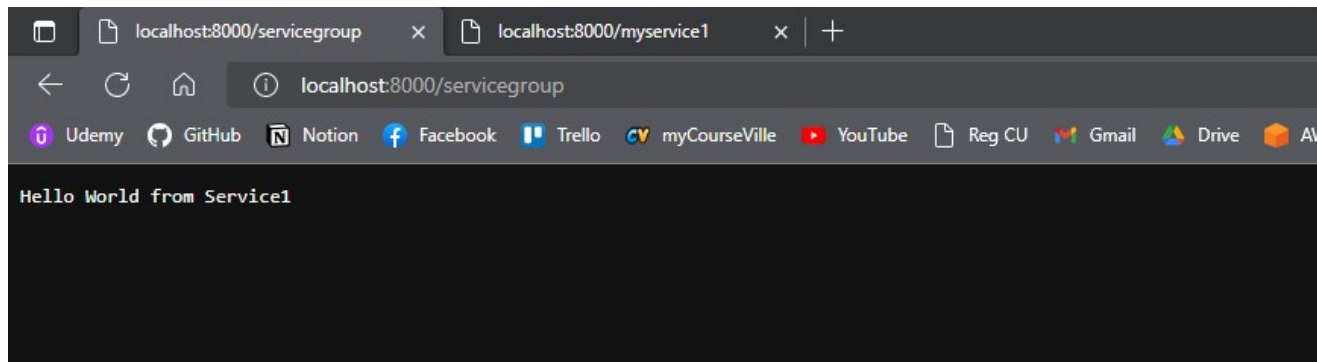 localhost:8000/servicegroup localhost:8000/myservice1
localhost:8000/servicegroup
Udemy GitHub Notion Facebook Trello CV myCourseVille YouTube Reg CU Gmail Drive
Hello World from Service1